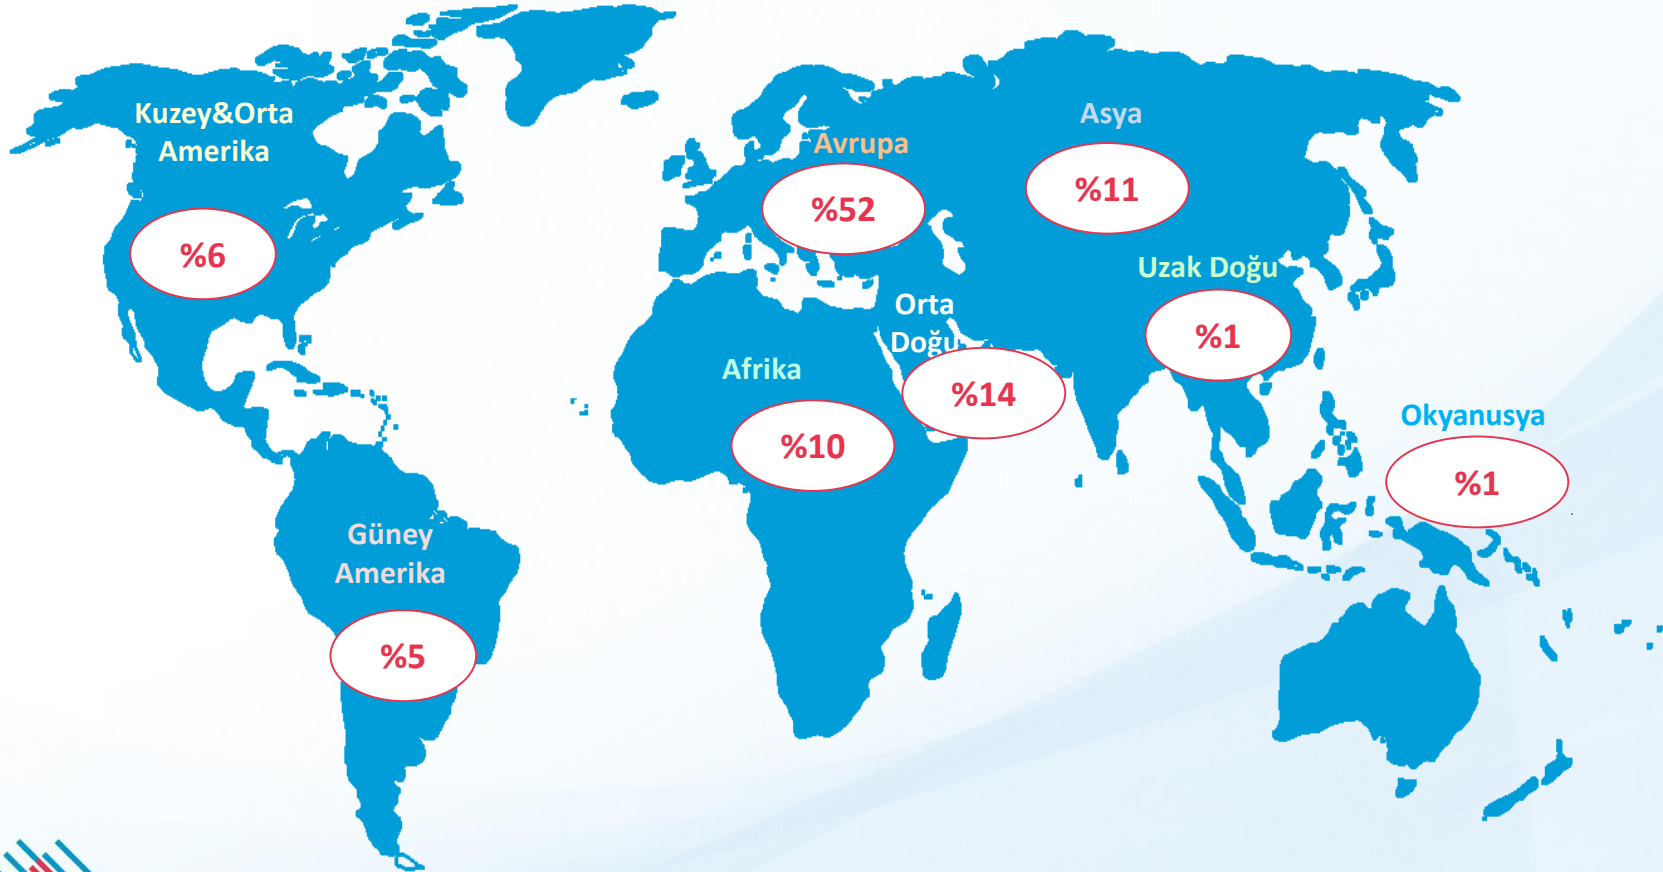 Kuzey&Orta
Amerika
%6
Avrupa
%52
Asya
%11
Uzak Doğu
%1
Orta
Doğu
%14
Afrika
%10
Okyanusya
%1
Güney
Amerika
%5